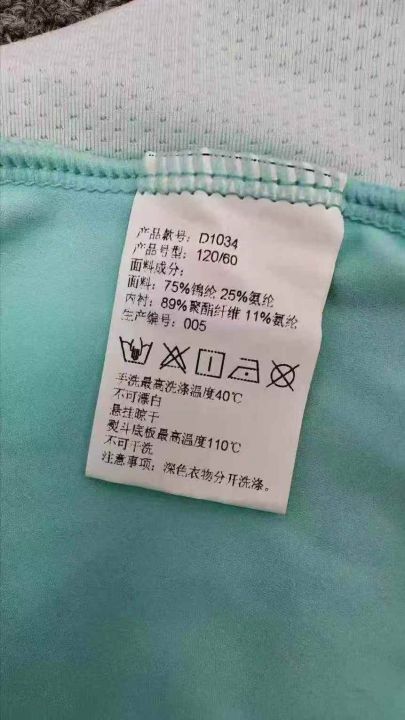 产品款号：D1034
产品号型：120/60
面料成分：
面料：75%锦纶 25%氨纶
内衬：89%聚酯纤维 11%氨纶
生产编号：005
手洗最高洗涤温度40℃
不可漂白
悬挂晾干
熨斗底板最高温度110℃
不可干洗
注意事项：深色衣物分开洗涤。